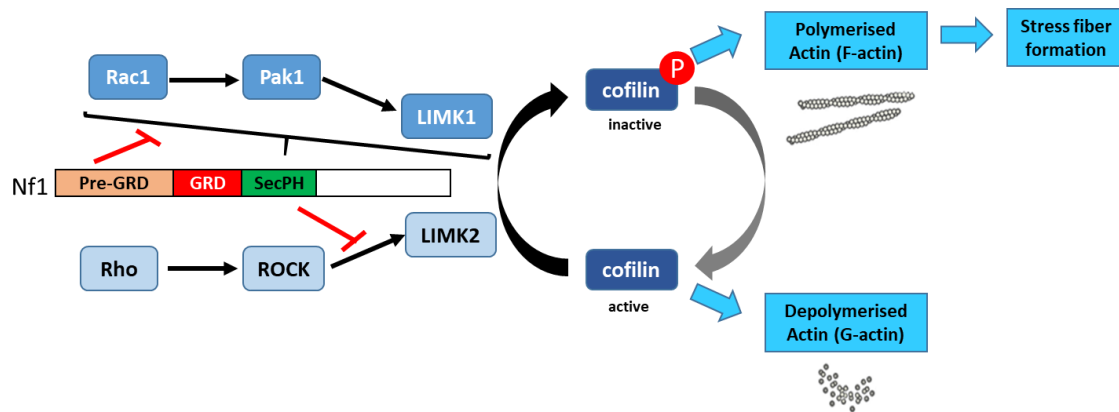 Rac1
Pak1
LIMK1
Nf1
Pre-GRD
GRD
SecPH
Rho
ROCK
LIMK2
P
cofilin
inactive
cofilin
active
Polymerised
Actin (F-actin)
Stress fiber
formation
Depolymerised
Actin (G-actin)